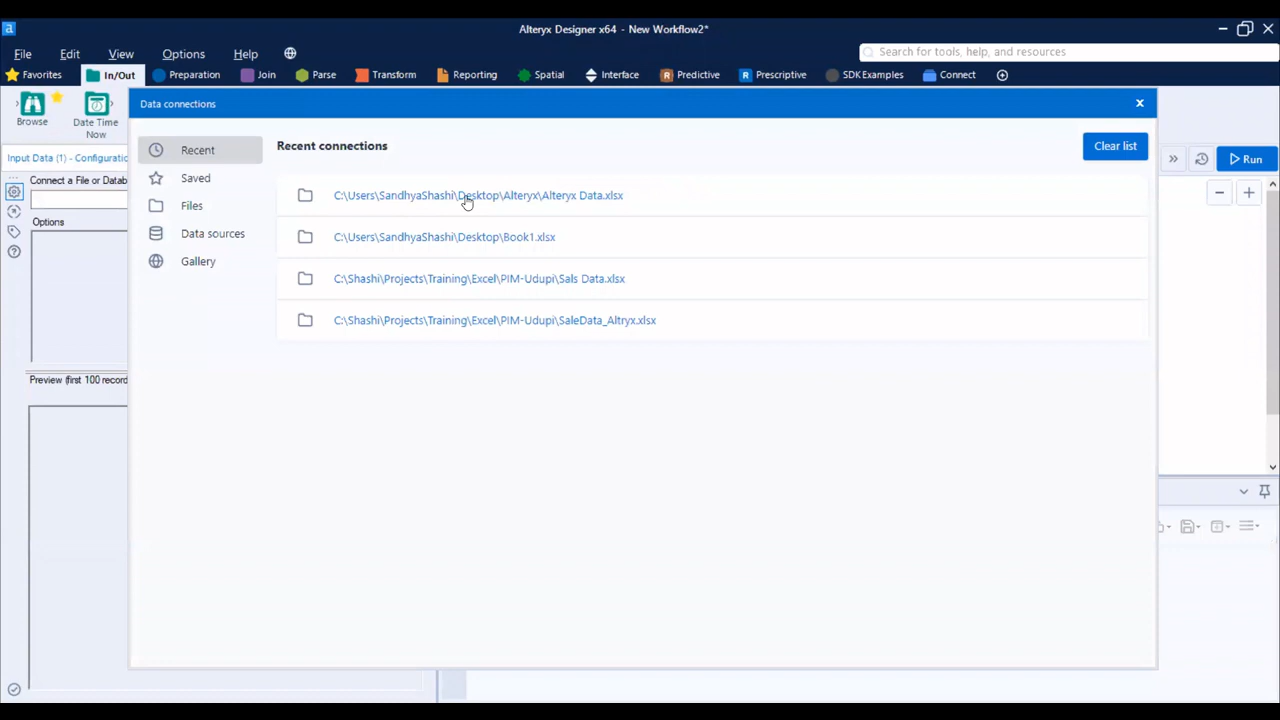 Alteryx Designer x64 - New Workflow2*
File Edit View Options Help
Search for tools, help, and resources
Favorites In/Out Preparation Join Parse Transform Reporting Spatial Interface Predictive Prescriptive SDK Examples Connect
Browse
Date Time
Now
Data connections
Input Data (1) - Configuratio
Connect a File or Datab
Options
Preview (first 100 record
Recent
Saved
Files
Data sources
Gallery
Recent connections
Clear list
C:\Users\SandhyaShashi\Desktop\Alteryx\Alteryx Data.xlsx
C:\Users\SandhyaShashi\Desktop\Book1.xlsx
C:\Shashi\Projects\Training\Excel\PIM-Udupi\Sals Data.xlsx
C:\Shashi\Projects\Training\Excel\PIM-Udupi\SaleData_Altryx.xlsx
Run